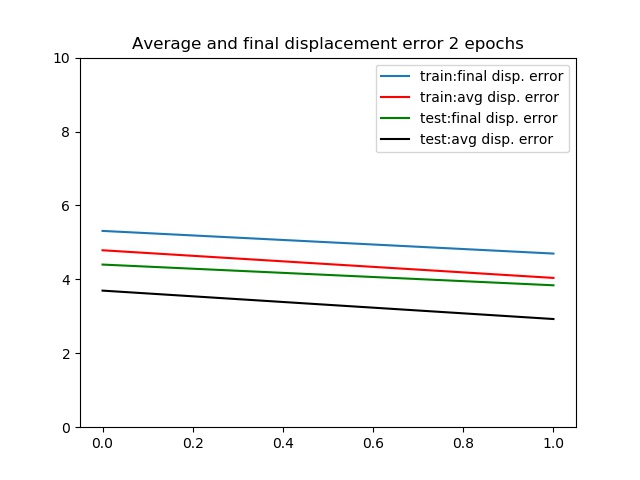 Average and final displacement error 2 epochs
train:final disp. error
train:avg disp. error
test:final disp. error
test:avg disp. error
10
8
6
4
2
0
0.0 0.2 0.4 0.6 0.8 1.0